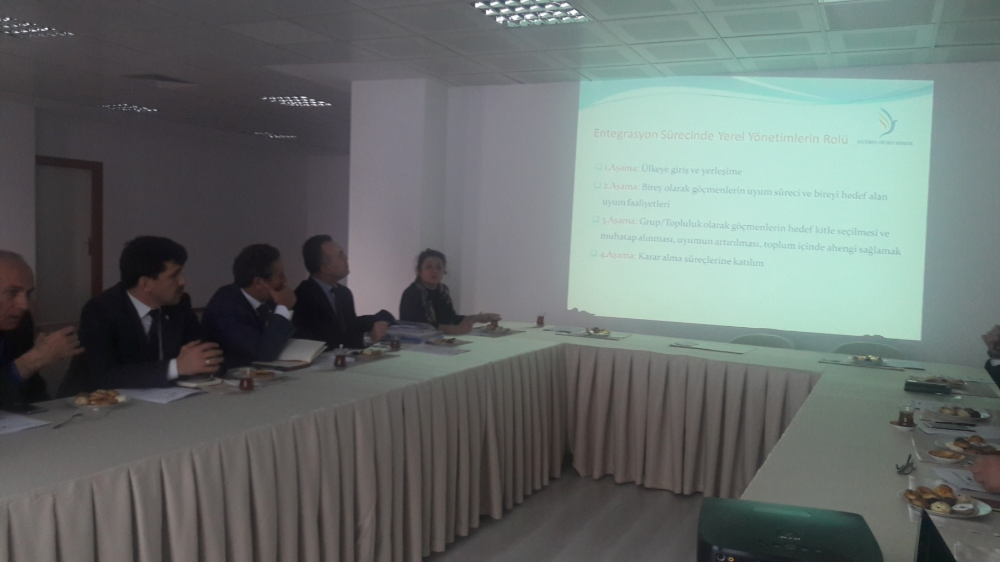 Entegrasyon Sürecinde Yerel Yönetimlerin Rolü
1.Aşama: Ülkeye giriş ve yerleşime
2.Aşama: Birey olarak göçmenlerin uyum süreci ve bireyi hedef alan
uyum faaliyetleri
3.Aşama: Grup/Topluluk olarak göçmenlerin hedef kitle seçilmesi ve
muhatap alınması, uyumun artırılması, toplum içinde ahengi sağlamak
4.Aşama: Karar alma süreçlerine katılım